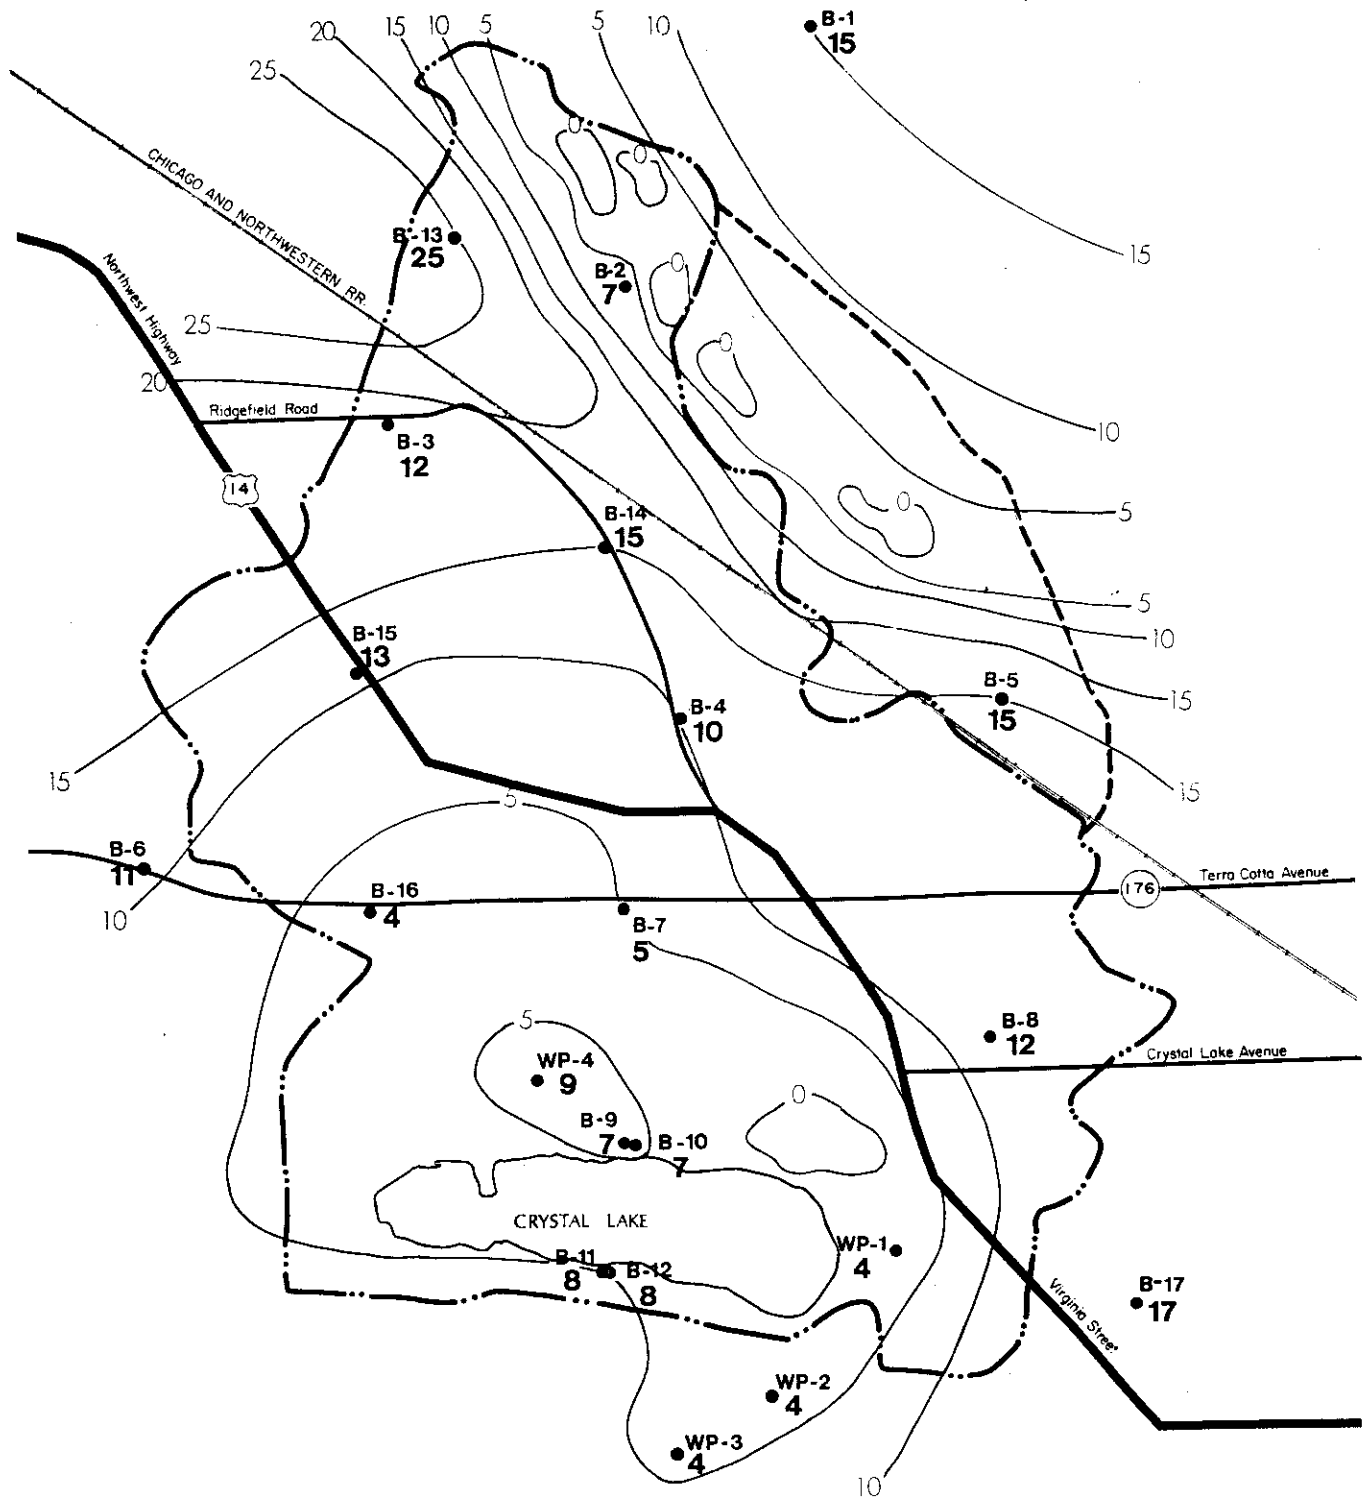 5
5
10
B-1
15
20
15
10
25
0
0
CHICAGO AND NORTHWESTERN RR.
B-13
25
15
Northwest Highway
B-2
7
0
25
0
20
Ridgefield Road
B-3
12
10
14
0
B-14
15
5
5
B-15
13
10
B-5
15
15
B-4
10
15
15
5
B-6
11
B-16
4
10
B-7
5
176
Terra Cotta Avenue
5
WP-4
9
B-8
12
Crystal Lake Avenue
0
B-9
7
B-10
7
CRYSTAL LAKE
WP-1
4
B-11
8
B-12
8
B-17
17
Virginia Street
WP-2
4
WP-3
4
10